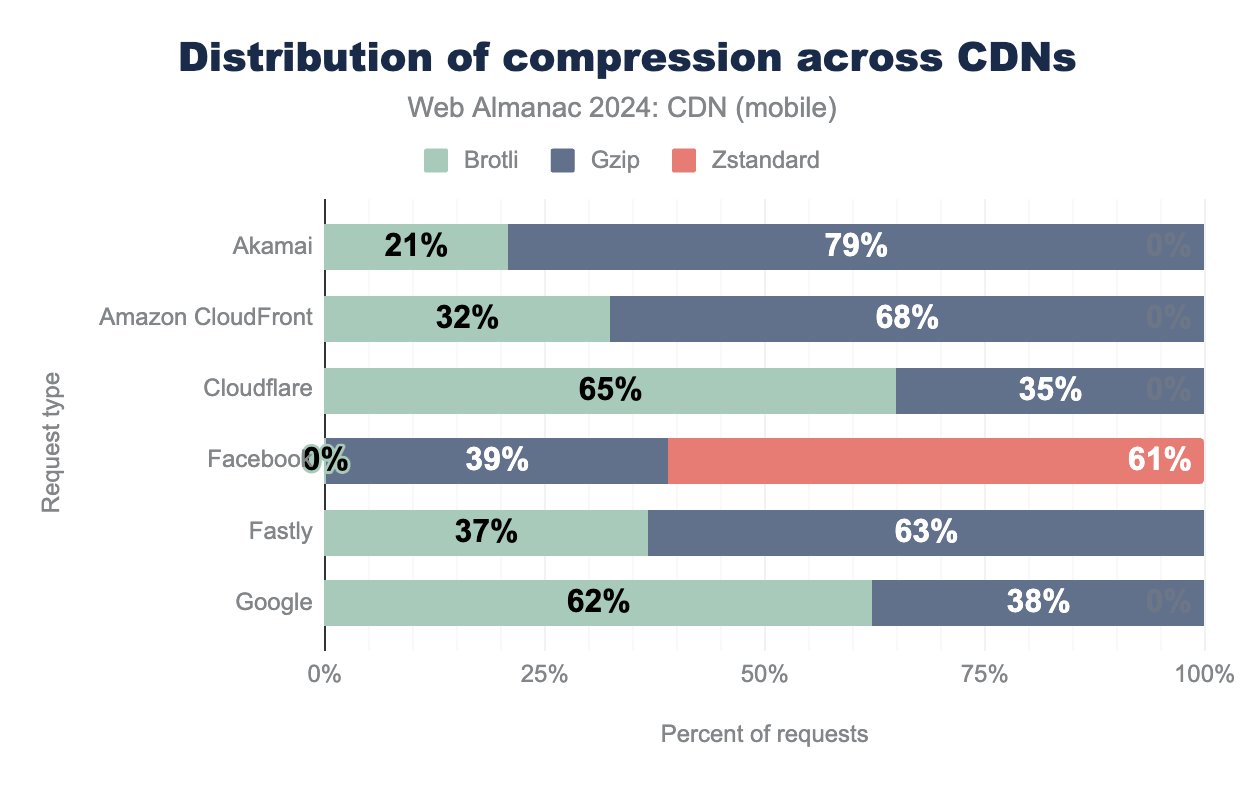 Distribution of compression across CDNs
Web Almanac 2024: CDN (mobile)
Brotli Gzip Zstandard
Request type
Akamai 21% 79% 0%
Amazon CloudFront 32% 68% 0%
Cloudflare 65% 35% 0%
Facebook 0% 39% 61%
Fastly 37% 63%
Google 62% 38% 0%
0% 25% 50% 75% 100%
Percent of requests